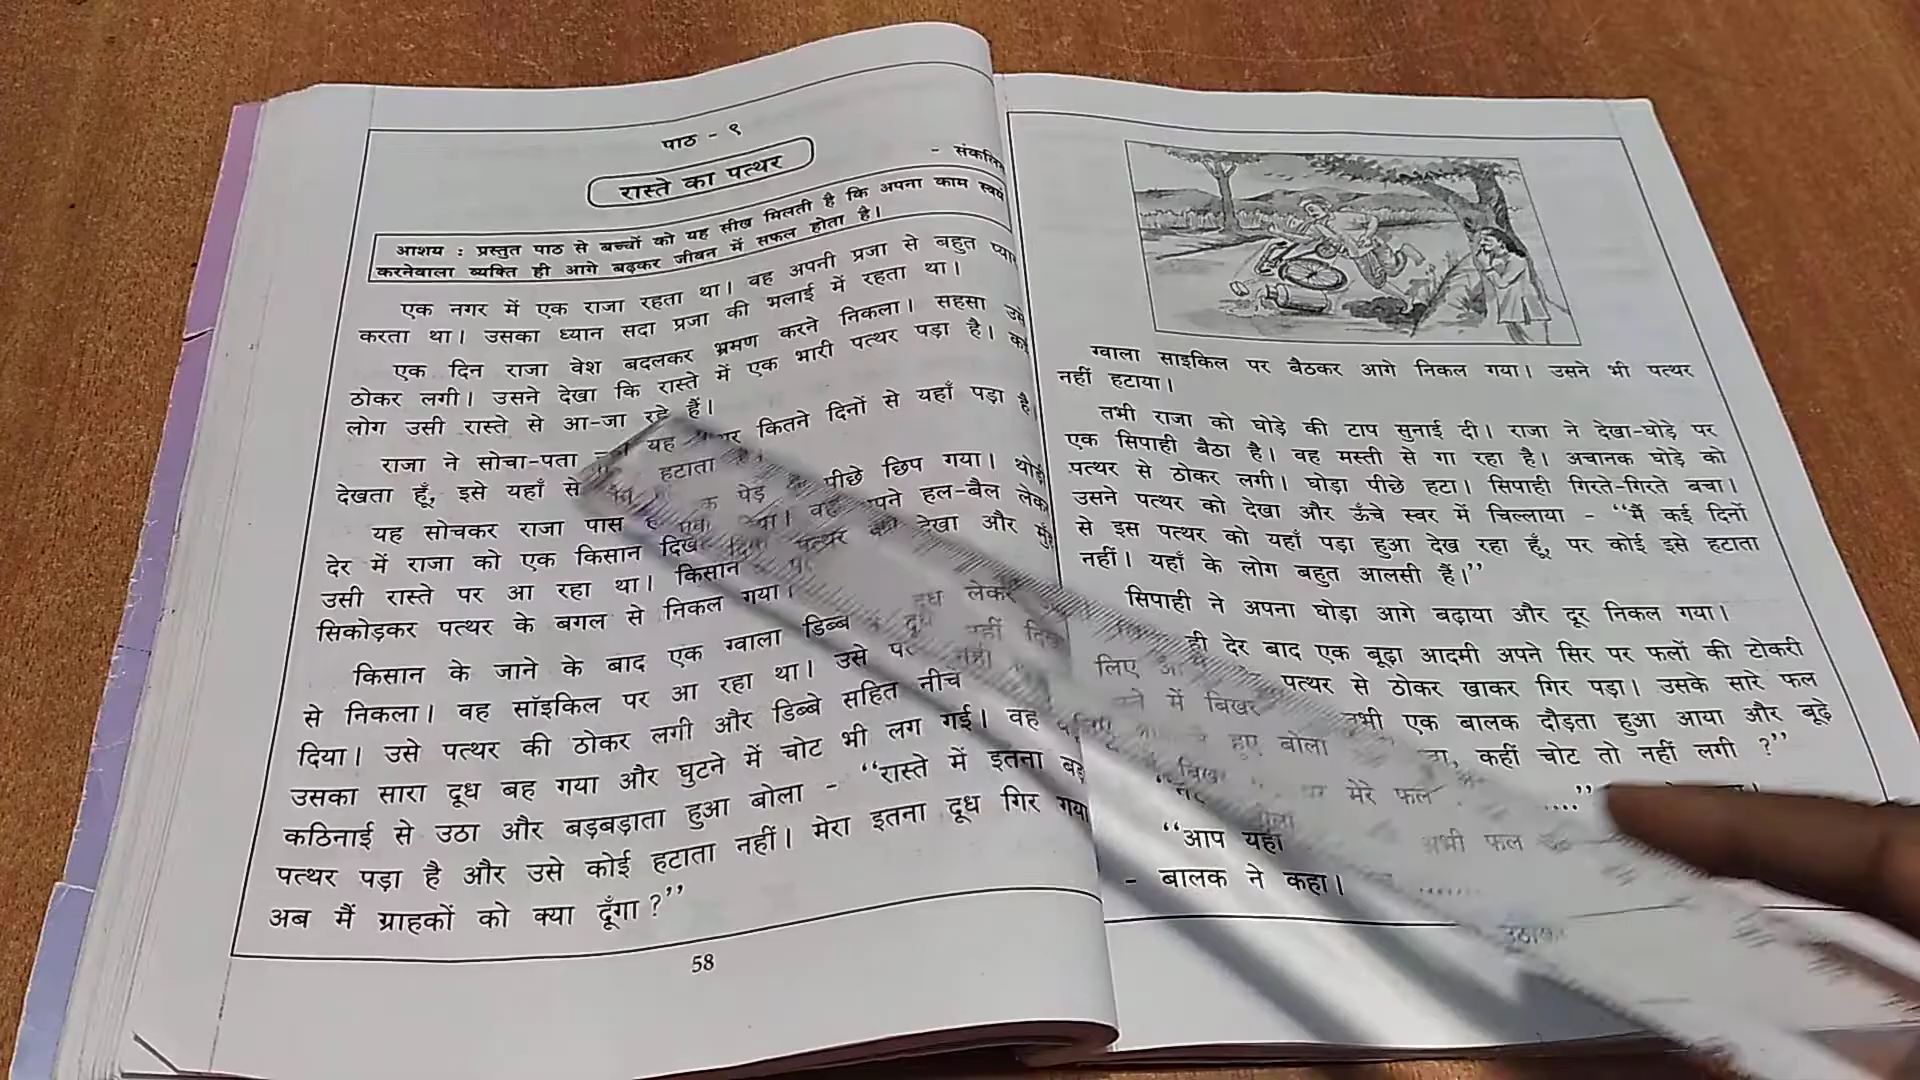 पाठ - ९
रास्ते का पत्थर
- संकलित
आशय : प्रस्तुत पाठ से बच्चों को यह सीख मिलती है कि अपना काम स्वयं
करनेवाला व्यक्ति ही आगे बढ़कर जीवन में सफल होता है।
एक नगर में एक राजा रहता था। वह अपनी प्रजा से बहुत प्यार
करता था। उसका ध्यान सदा प्रजा की भलाई में रहता था।
एक दिन राजा वेश बदलकर भ्रमण करने निकला। सहसा उसे
ठोकर लगी। उसने देखा कि रास्ते में एक भारी पत्थर पड़ा है। कई
लोग उसी रास्ते से आ-जा रहे हैं।
राजा ने सोचा-पता यह कितने दिनों से यहाँ पड़ा है।
देखता हूँ, इसे यहाँ से हटाता
यह सोचकर राजा पास पेड़ पीछे छिप गया। थोड़ी
देर में राजा को एक किसान हल-बैल लेकर
उसी रास्ते पर आ रहा था। किसान देखा और मुँह
सिकोड़कर पत्थर के बगल से निकल गया।
किसान के जाने के बाद एक ग्वाला दूध लेकर
से निकला। वह सॉइकिल पर आ रहा था। उसे नहीं
दिया। उसे पत्थर की ठोकर लगी और डिब्बे सहित
उसका सारा दूध बह गया और घुटने में चोट भी लग गई। वह
कठिनाई से उठा और बड़बड़ाता हुआ बोला - “रास्ते में इतना बड़ा
पत्थर पड़ा है और उसे कोई हटाता नहीं। मेरा इतना दूध गिर गया
अब मैं ग्राहकों को क्या दूँगा ?”
58
ग्वाला साइकिल पर बैठकर आगे निकल गया। उसने भी पत्थर
नहीं हटाया।
तभी राजा को घोड़े की टाप सुनाई दी। राजा ने देखा-घोड़े पर
एक सिपाही बैठा है। वह मस्ती से गा रहा है। अचानक घोड़े को
पत्थर से ठोकर लगी। घोड़ा पीछे हटा। सिपाही गिरते-गिरते बचा।
उसने पत्थर को देखा और ऊँचे स्वर में चिल्लाया - “मैं कई दिनों
से इस पत्थर को यहाँ पड़ा हुआ देख रहा हूँ, पर कोई इसे हटाता
नहीं। यहाँ के लोग बहुत आलसी हैं।”
सिपाही ने अपना घोड़ा आगे बढ़ाया और दूर निकल गया।
ही देर बाद एक बूढ़ा आदमी अपने सिर पर फलों की टोकरी
लिए पत्थर से ठोकर खाकर गिर पड़ा। उसके सारे फल
में बिखर एक बालक दौड़ता हुआ आया और बूढ़े
हुए बोला कहीं चोट तो नहीं लगी ?”
मेरे फल
“आप यहाँ अभी फल
- बालक ने कहा।